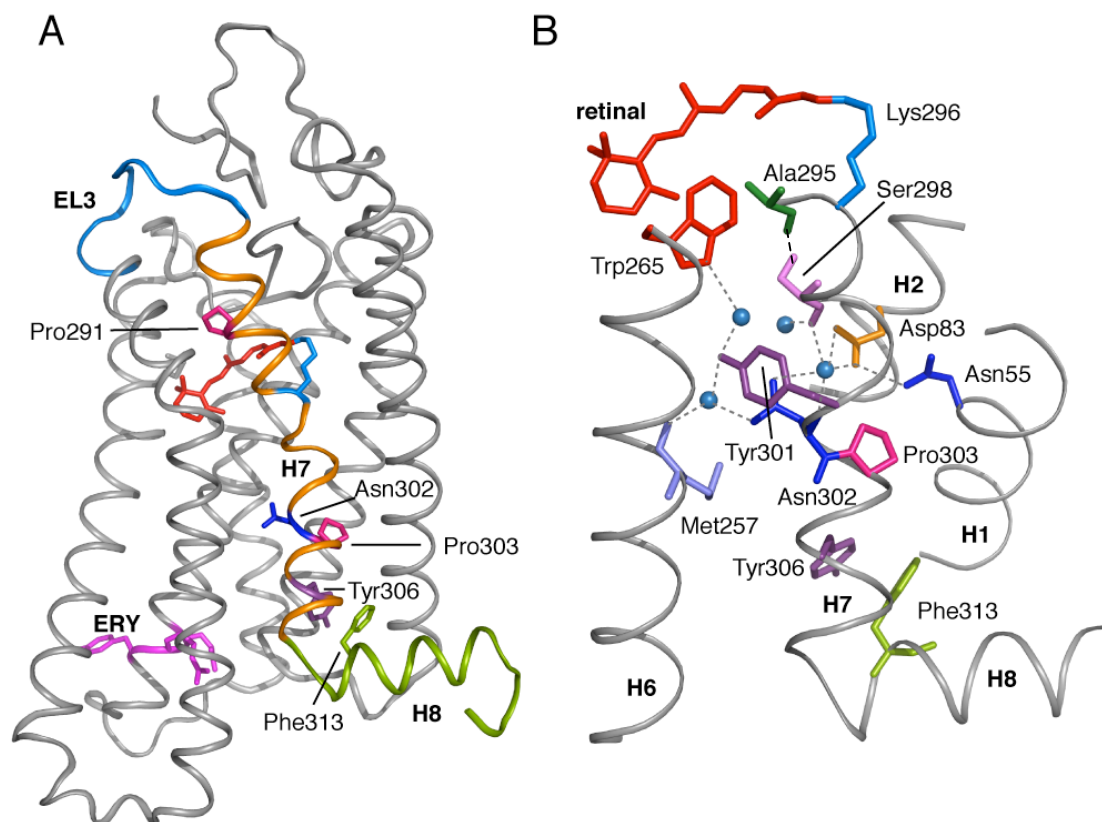 A
EL3
Pro291
H7
Asn302
Pro303
Tyr306
ERY
Phe313
H8
B
retinal
Lys296
Ala295
Ser298
Trp265
H2
Asp83
Asn55
Tyr301
Pro303
Asn302
Met257
H1
Tyr306
H7
Phe313
H6
H8